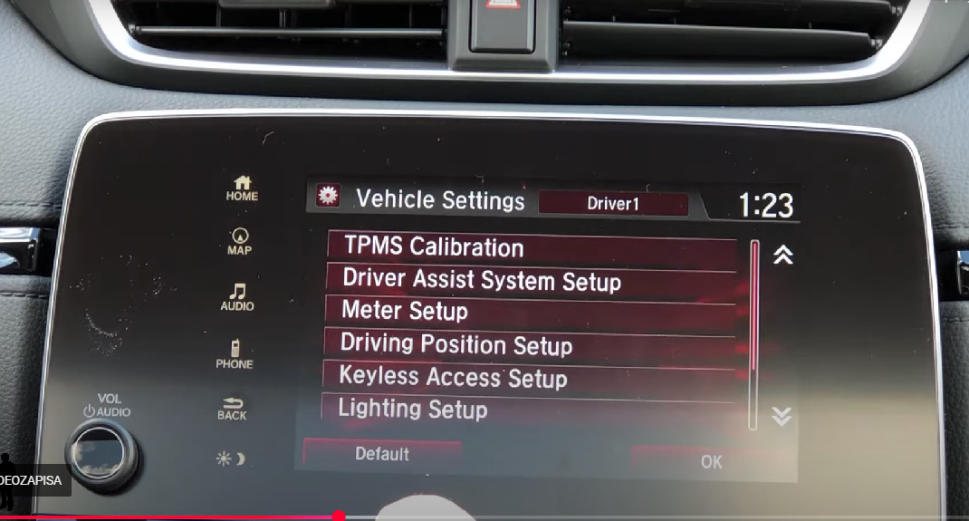 HOME
Vehicle Settings
Driver1
1:23
MAP
TPMS Calibration
Driver Assist System Setup
AUDIO
Meter Setup
PHONE
Driving Position Setup
Keyless Access Setup
VOL
AUDIO
BACK
Lighting Setup
Default
OK
DEOZAPISA